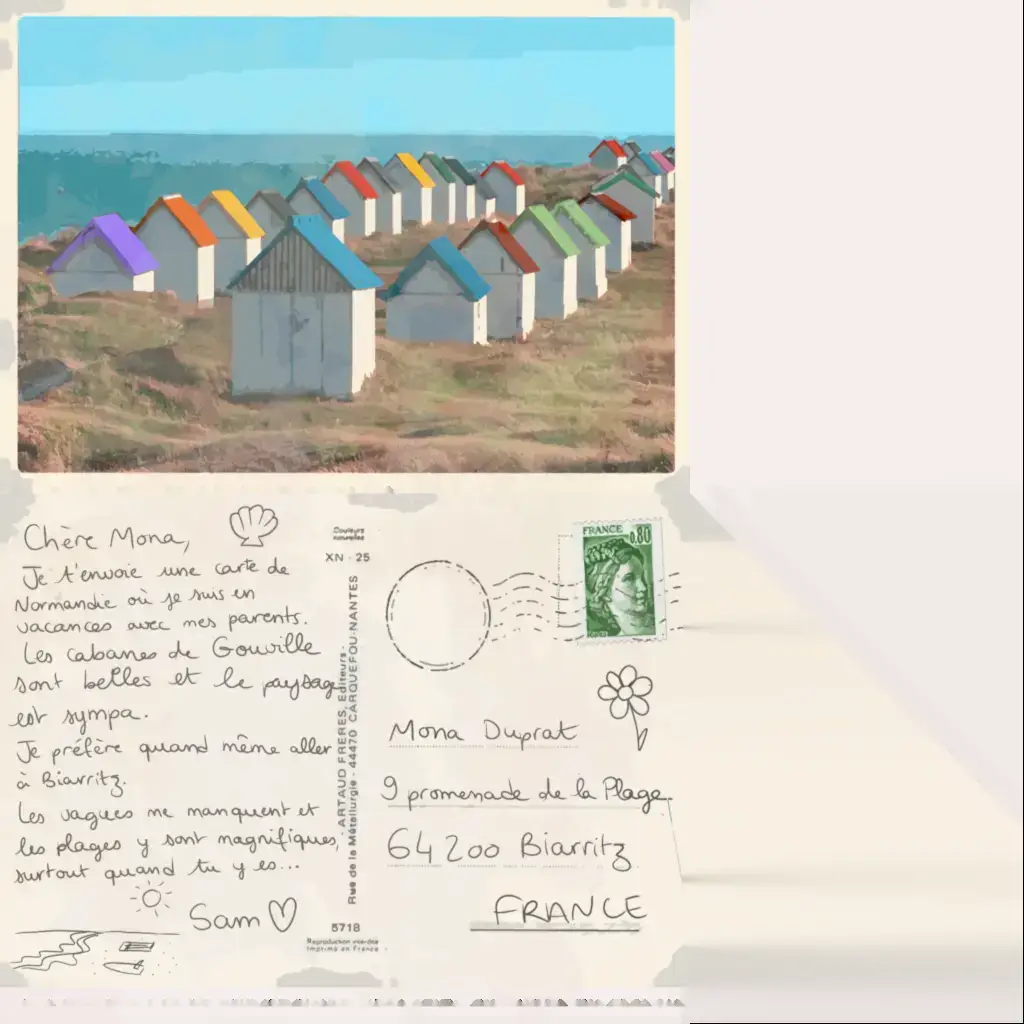 Chère Mona,
Je t'envoie une carte de
Normandie où je suis en
vacances avec mes parents.
Les cabanes de Gouville
sont belles et le paysage
est sympa.
Je préfère quand même aller
à Biarritz.
Les vagues me manquent et
les plages y sont magnifiques,
surtout quand tu y es...
Sam
Couleurs
naturelles
XN - 25
- ARTAUD FRERES, Editeurs -
Rue de la Métallurgie - 44470 CARQUEFOU-NANTES
5718
Reproduction interdite
Imprimé en France
FRANCE
0,80
Mona Duprat
9 promenade de la Plage
64200 Biarritz
FRANCE